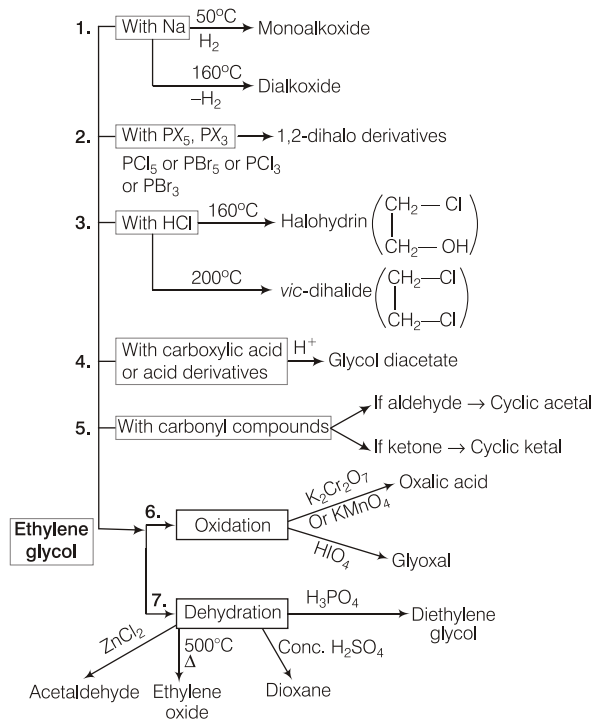 1. With Na 50°C Monoalkoxide
H2
160°C
Dialkoxide
–H2
2. With PX5, PX3 1,2-dihalo derivatives
PCl5 or PBr5 or PCl3
or PBr3
3. With HCl 160°C Halohydrin (CH2— Cl
CH2— OH)
200°C vic-dihalide (CH2—Cl
CH2—Cl)
4. With carboxylic acid H+ Glycol diacetate
or acid derivatives
5. With carbonyl compounds
If aldehyde → Cyclic acetal
If ketone → Cyclic ketal
Ethylene
glycol
6. Oxidation
K2Cr2O7 Oxalic acid
Or KMnO4
HIO4 Glyoxal
7. Dehydration
H3PO4 Diethylene
glycol
ZnCl2 Acetaldehyde
500°C
Δ
Ethylene
oxide
Conc. H2SO4
Dioxane